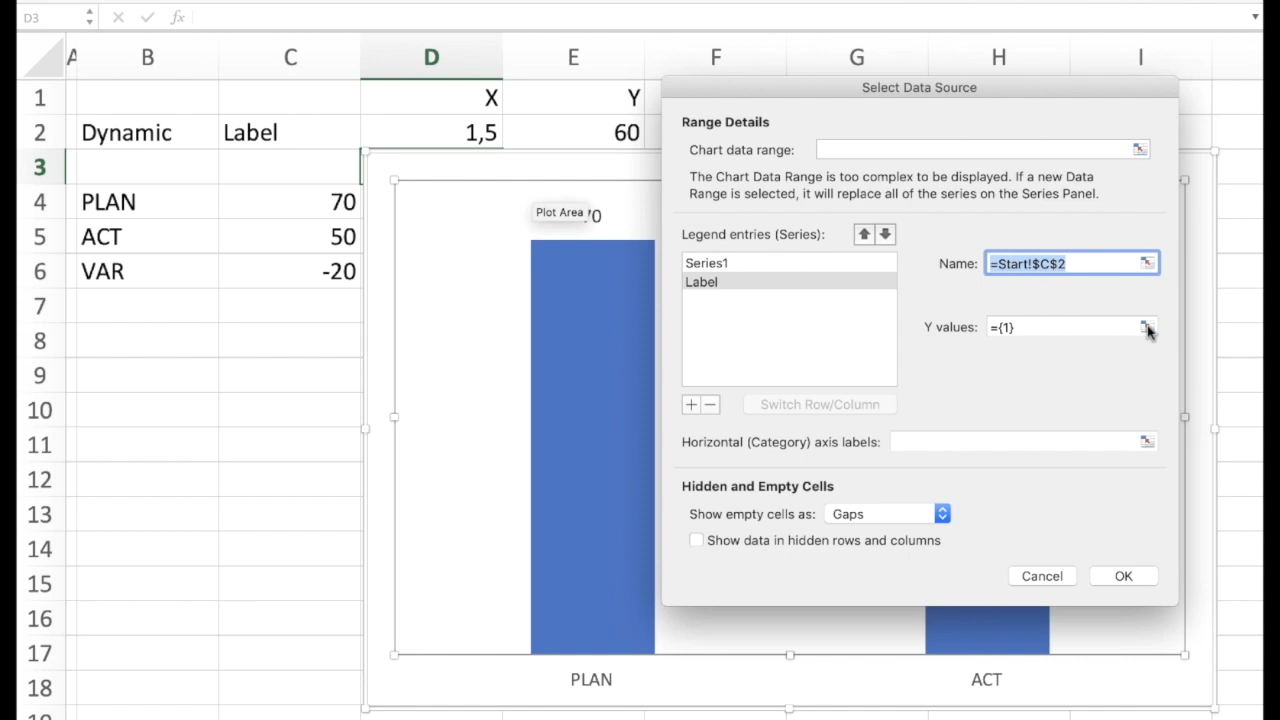 D3
fx
A B C D E F G H I
1 X Y
2 Dynamic Label 1,5 60
3
4 PLAN 70
5 ACT 50
6 VAR -20
7
8
9
10
11
12
13
14
15
16
17
18
Plot Area
PLAN ACT
Select Data Source
Range Details
Chart data range:
The Chart Data Range is too complex to be displayed. If a new Data
Range is selected, it will replace all of the series on the Series Panel.
Legend entries (Series):
Series1
Label
Name: =Start!$C$2
Y values: ={1}
+ −
Switch Row/Column
Horizontal (Category) axis labels:
Hidden and Empty Cells
Show empty cells as: Gaps
Show data in hidden rows and columns
Cancel OK